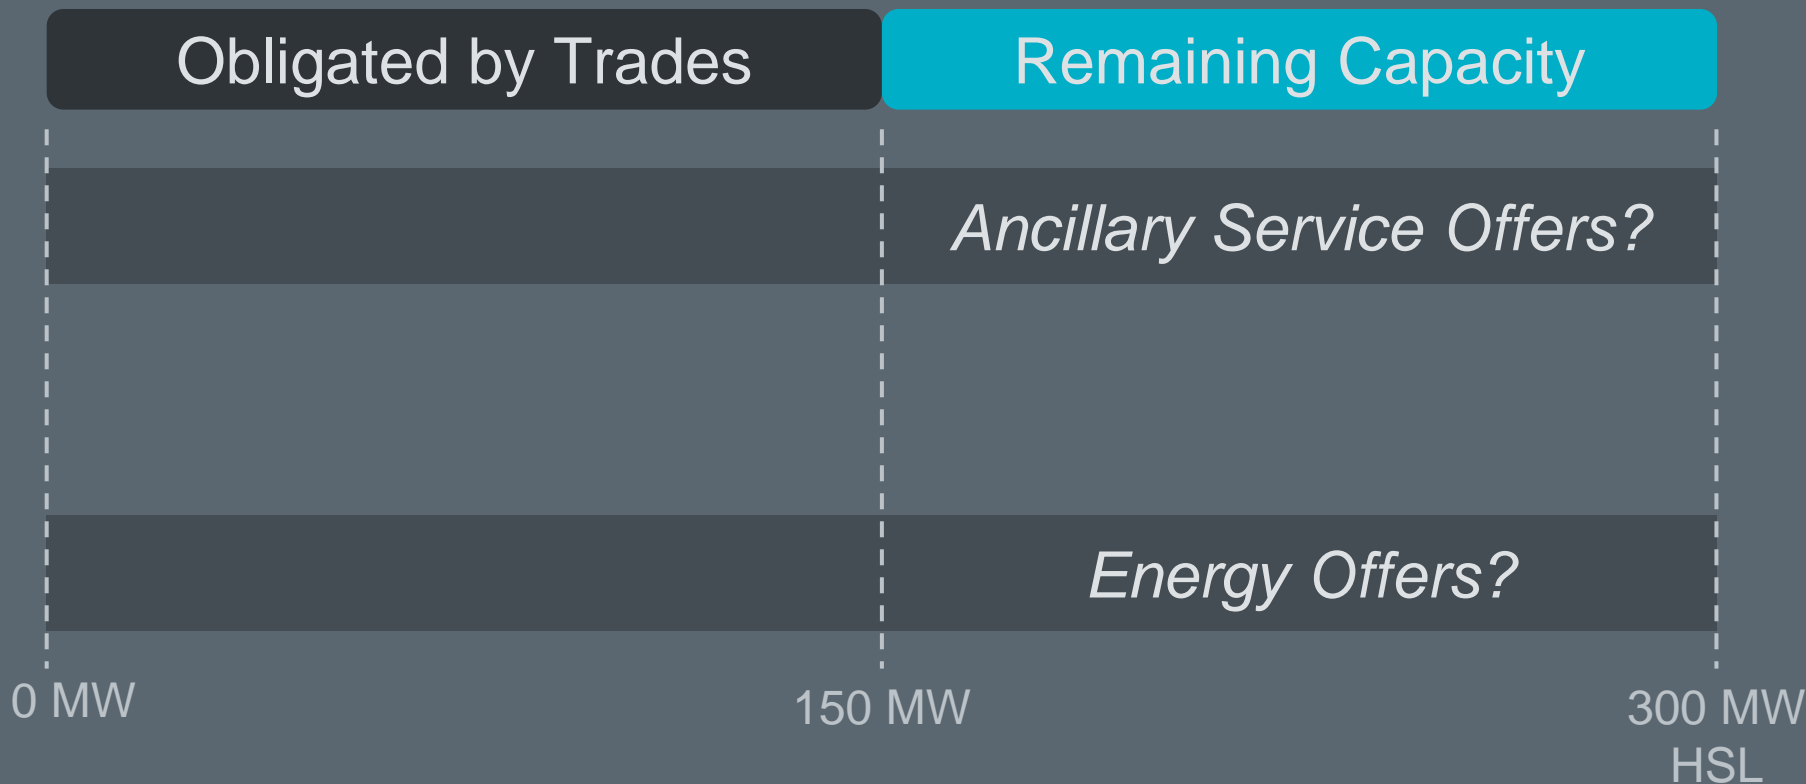 Obligated by Trades
Remaining Capacity
Ancillary Service Offers?
Energy Offers?
0 MW
150 MW
300 MW
HSL